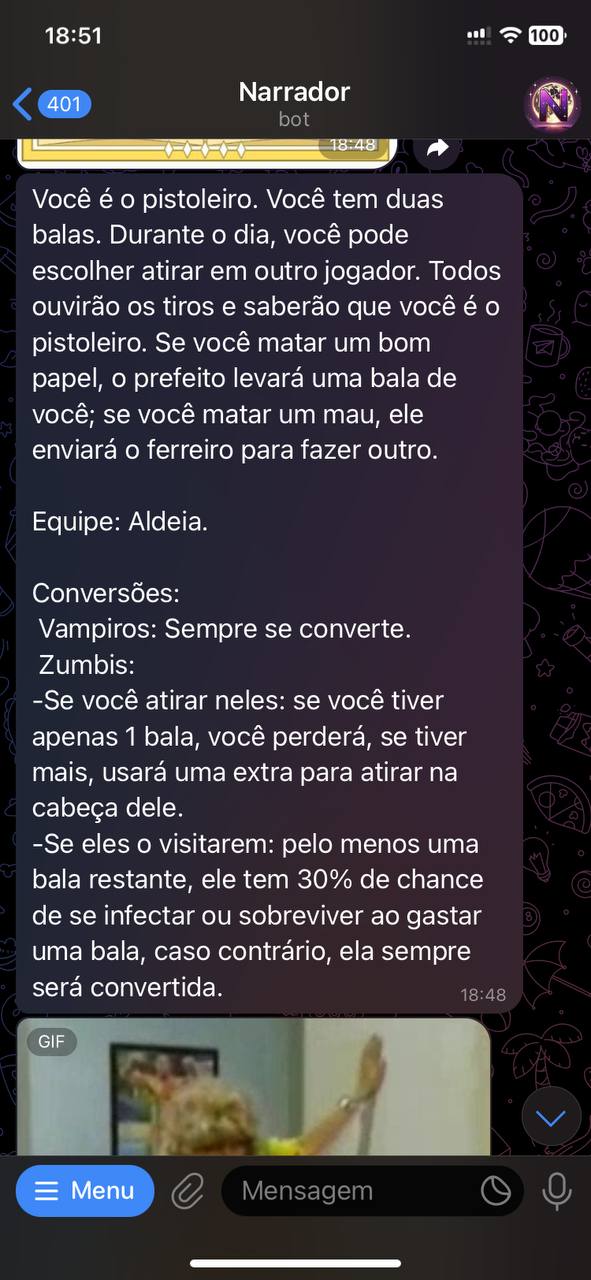 18:51
100
401
Narrador
bot
18:48
Você é o pistoleiro. Você tem duas
balas. Durante o dia, você pode
escolher atirar em outro jogador. Todos
ouvirão os tiros e saberão que você é o
pistoleiro. Se você matar um bom
papel, o prefeito levará uma bala de
você; se você matar um mau, ele
enviará o ferreiro para fazer outro.
Equipe: Aldeia.
Conversões:
Vampiros: Sempre se converte.
Zumbis:
-Se você atirar neles: se você tiver
apenas 1 bala, você perderá, se tiver
mais, usará uma extra para atirar na
cabeça dele.
-Se eles o visitarem: pelo menos uma
bala restante, ele tem 30% de chance
de se infectar ou sobreviver ao gastar
uma bala, caso contrário, ela sempre
será convertida.
18:48
GIF
Menu
Mensagem